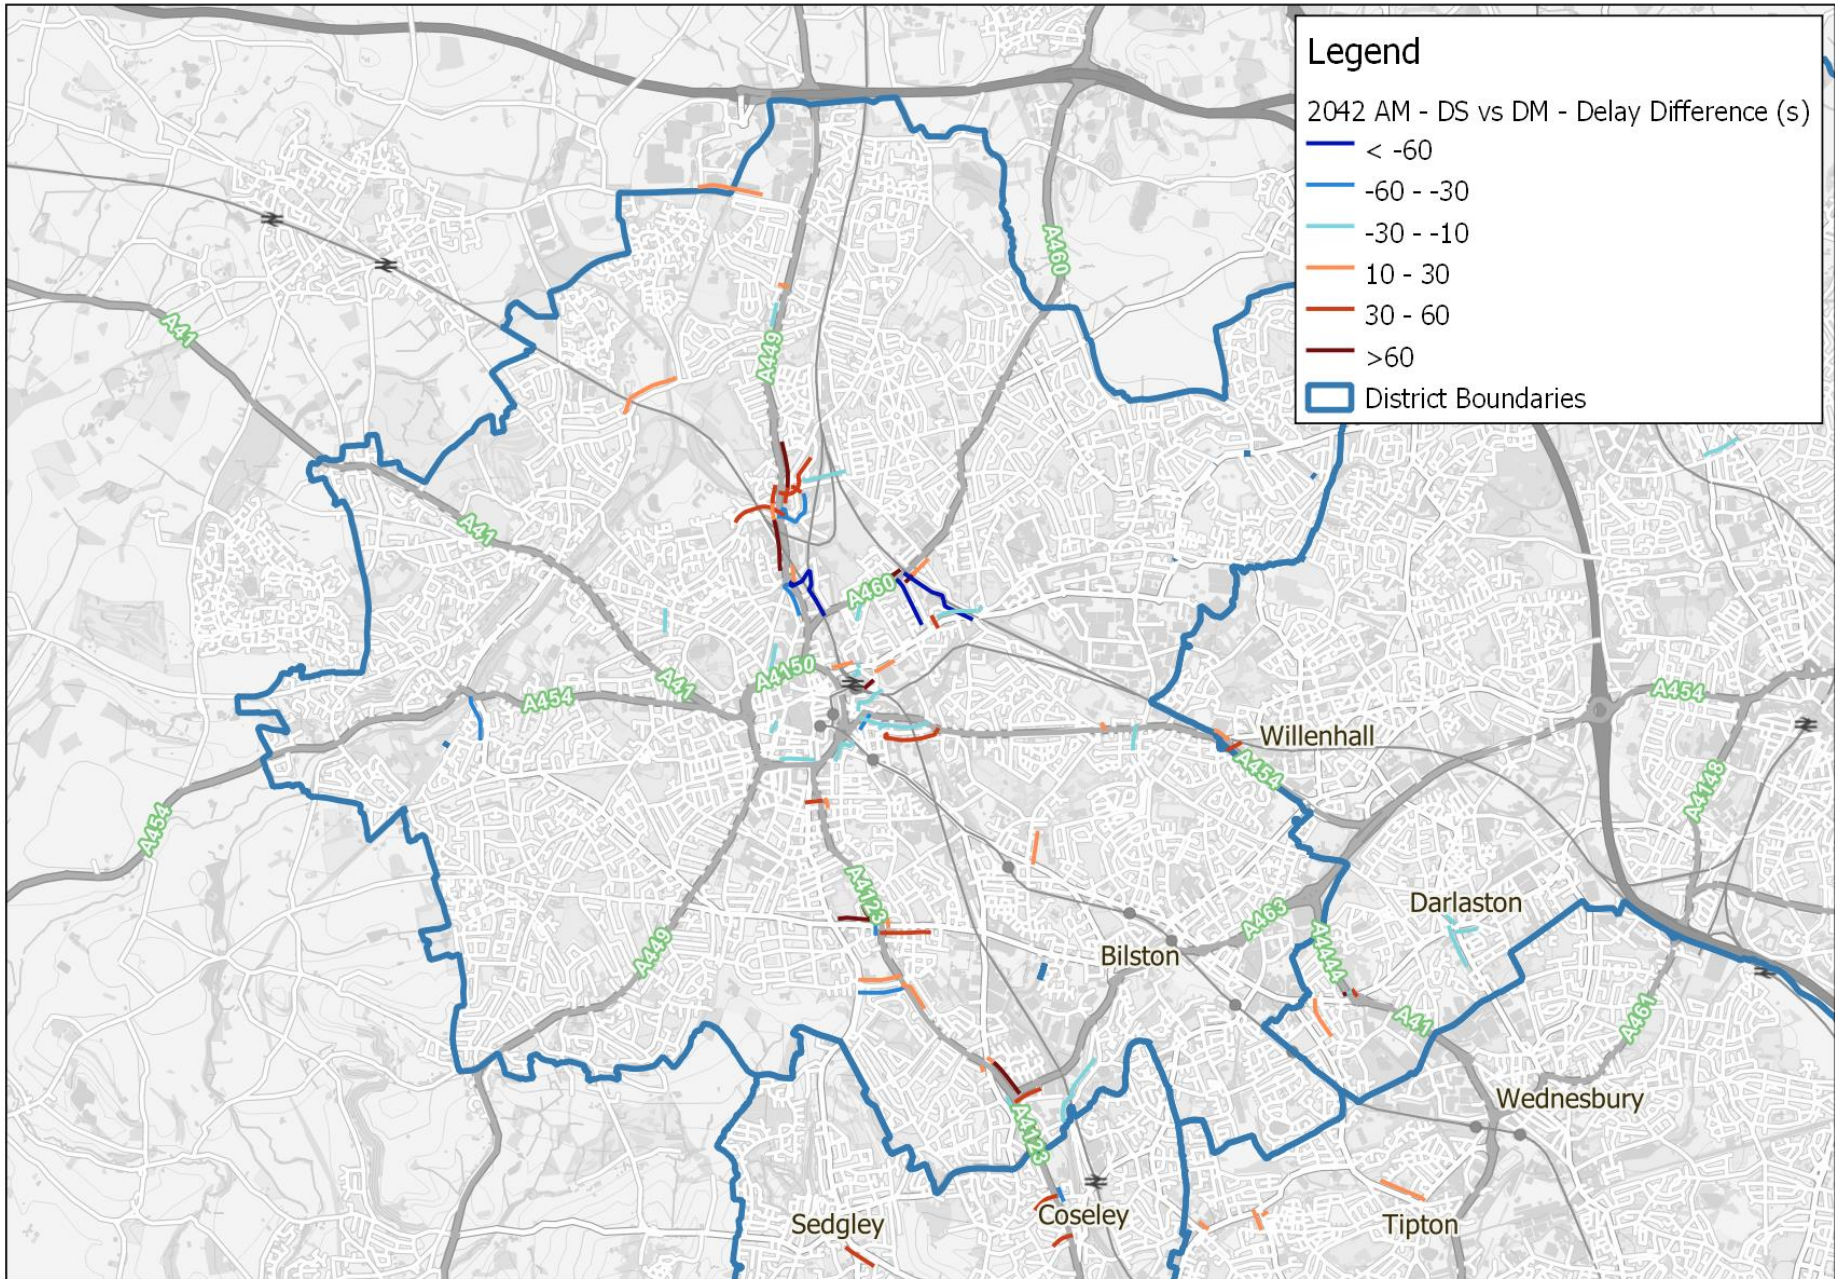 Legend
2042 AM - DS vs DM - Delay Difference (s)
< -60
-60 - -30
-30 - -10
10 - 30
30 - 60
>60
District Boundaries
A460
A41
A449
A41
A460
A4150
A41
A454
A454
Willenhall
A454
A454
A4148
A4123
Darlaston
A463
A449
Bilston
A4444
A41
A461
Wednesbury
A4123
Sedgley
Coseley
Tipton